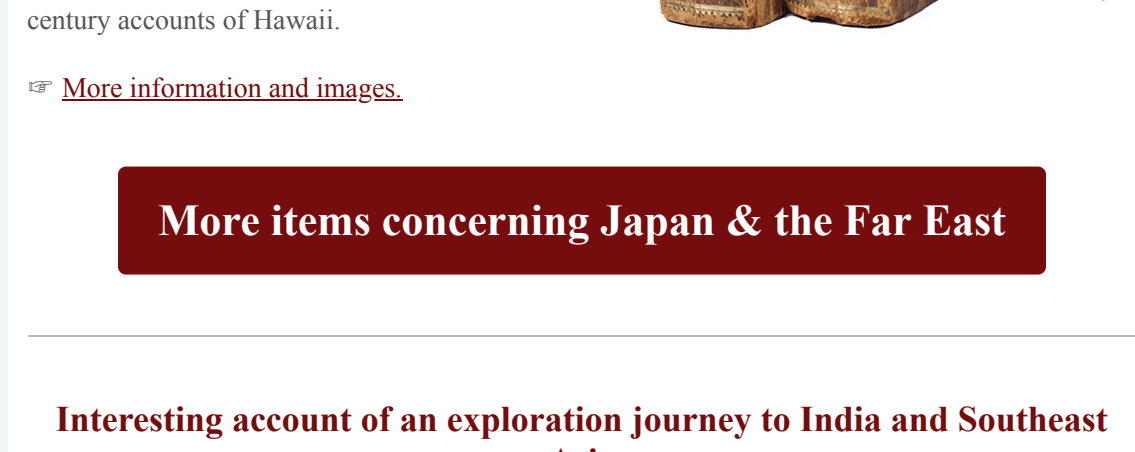 century accounts of Hawaii.
☞ More information and images.
More items concerning Japan & the Far East
Interesting account of an exploration journey to India and Southeast